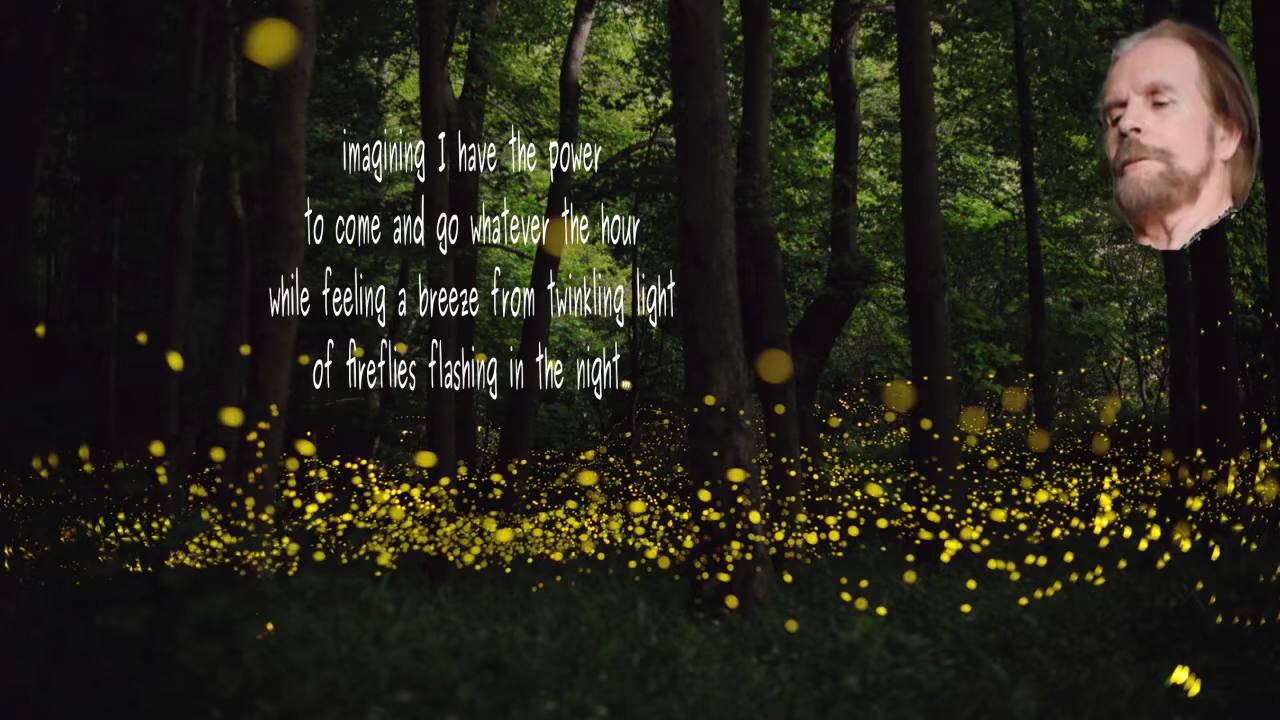 imagining I have the power
to come and go whatever the hour
while feeling a breeze from twinkling light
of fireflies flashing in the night.